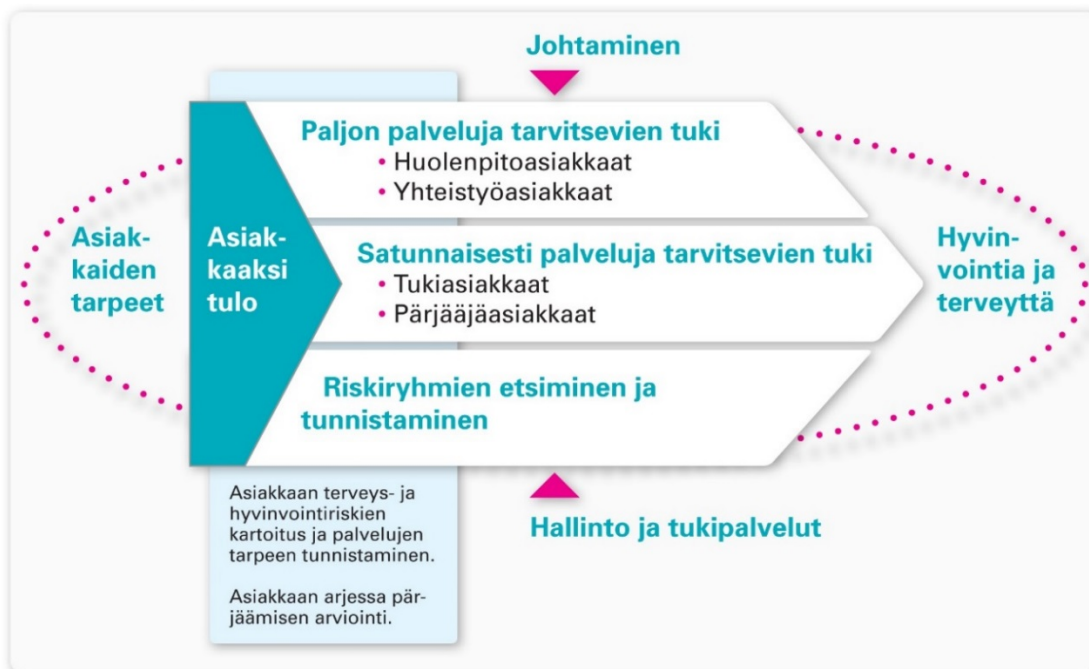 Johtaminen
Paljon palveluja tarvitsevien tuki
• Huolenpitoasiakkaat
• Yhteistyöasiakkaat
Asiak-
kaiden
tarpeet
Asiak-
kaaksi
tulo
Satunnaisesti palveluja tarvitsevien tuki
• Tukiasiakkaat
• Pärjääjäasiakkaat
Hyvin-
vointia ja
terveyttä
Riskiryhmien etsiminen ja
tunnistaminen
Asiakkaan terveys- ja
hyvinvointiriskien
kartoitus ja palvelujen
tarpeen tunnistaminen.
Asiakkaan arjessa pär-
jäämisen arviointi.
Hallinto ja tukipalvelut